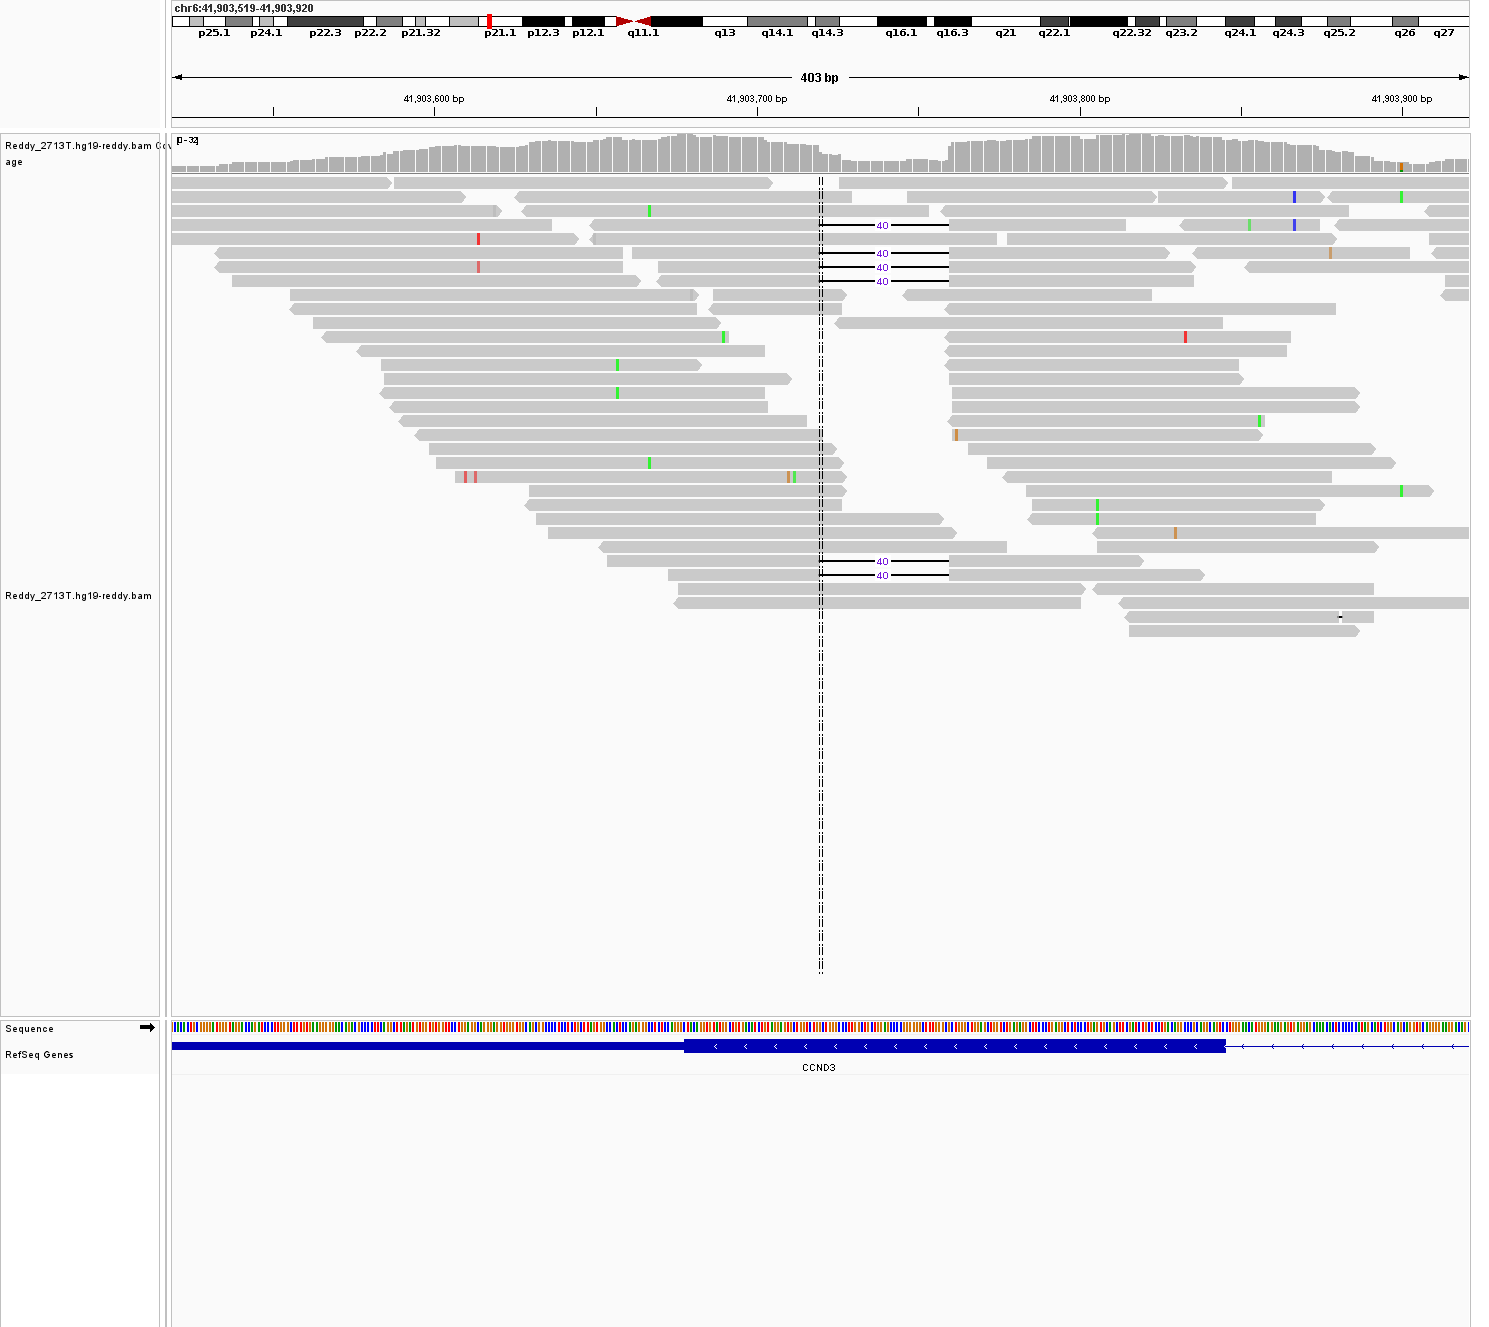 chr6:41,903,519-41,903,920
p25.1 p24.1 p22.3 p22.2 p21.32 p21.1 p12.3 p12.1 q11.1 q13 q14.1 q14.3 q16.1 q16.3 q21 q22.1 q22.32 q23.2 q24.1 q24.3 q25.2 q26 q27
403 bp
41,903,600 bp 41,903,700 bp 41,903,800 bp 41,903,900 bp
Reddy_2713T.hg19-reddy.bam Cov
age
[0 - 32]
40
40
40
40
40
40
Reddy_2713T.hg19-reddy.bam
Sequence
RefSeq Genes
CCND3